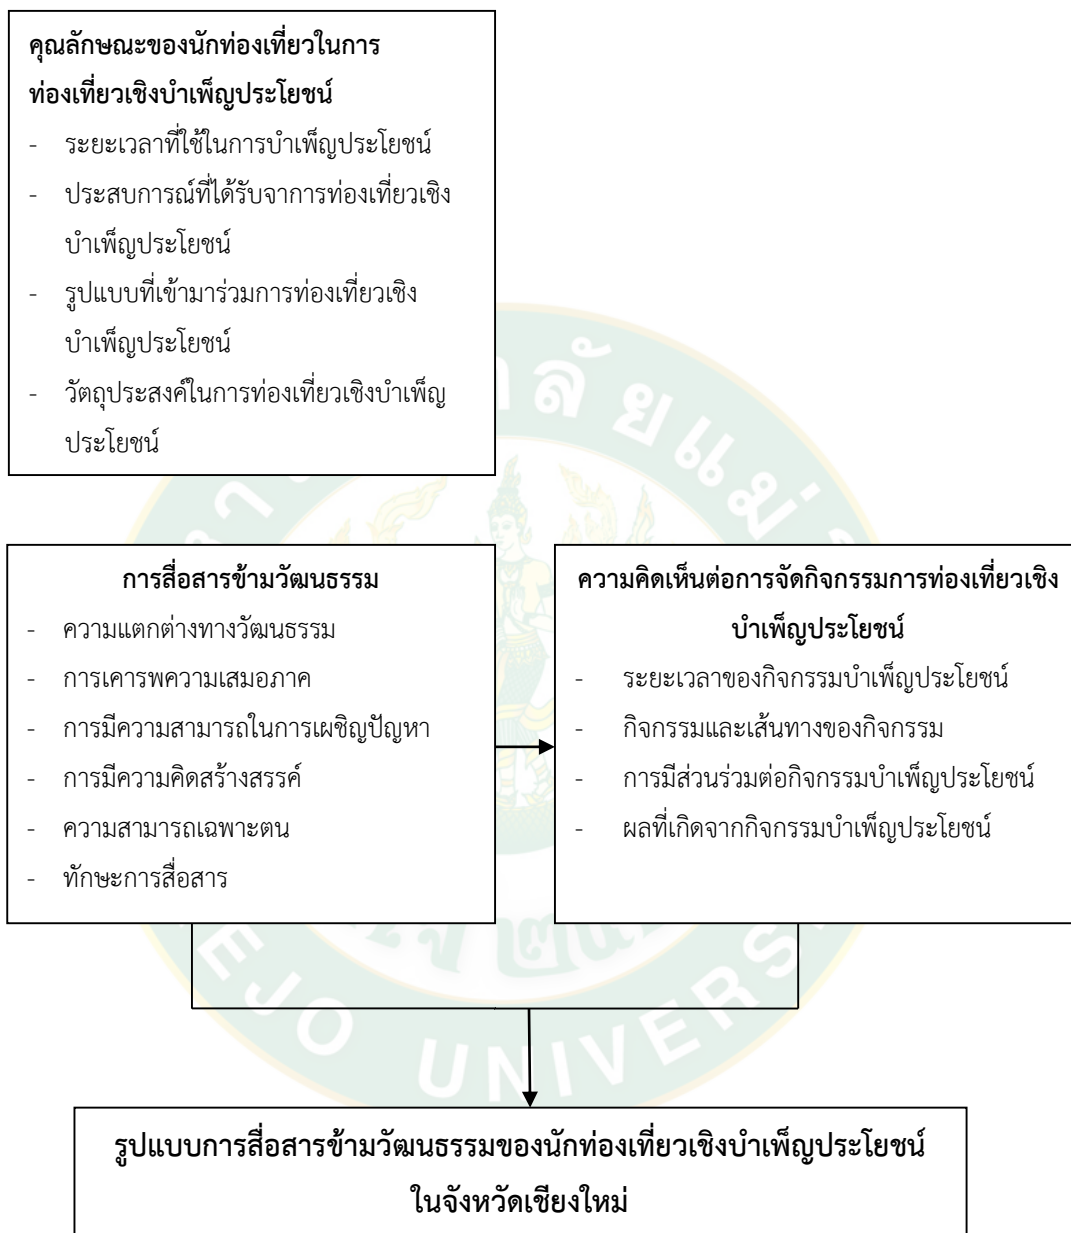 คุณลักษณะของนักท่องเที่ยวในการ
ท่องเที่ยวเชิงบำเพ็ญประโยชน์
- ระยะเวลาที่ใช้ในการบำเพ็ญประโยชน์
- ประสบการณ์ที่ได้รับจาการท่องเที่ยวเชิง
บำเพ็ญประโยชน์
- รูปแบบที่เข้ามาร่วมการท่องเที่ยวเชิง
บำเพ็ญประโยชน์
- วัตถุประสงค์ในการท่องเที่ยวเชิงบำเพ็ญ
ประโยชน์
การสื่อสารข้ามวัฒนธรรม
- ความแตกต่างทางวัฒนธรรม
- การเคารพความเสมอภาค
- การมีความสามารถในการเผชิญปัญหา
- การมีความคิดสร้างสรรค์
- ความสามารถเฉพาะตน
- ทักษะการสื่อสาร
ความคิดเห็นต่อการจัดกิจกรรมการท่องเที่ยวเชิง
บำเพ็ญประโยชน์
- ระยะเวลาของกิจกรรมบำเพ็ญประโยชน์
- กิจกรรมและเส้นทางของกิจกรรม
- การมีส่วนร่วมต่อกิจกรรมบำเพ็ญประโยชน์
- ผลที่เกิดจากกิจกรรมบำเพ็ญประโยชน์
รูปแบบการสื่อสารข้ามวัฒนธรรมของนักท่องเที่ยวเชิงบำเพ็ญประโยชน์
ในจังหวัดเชียงใหม่